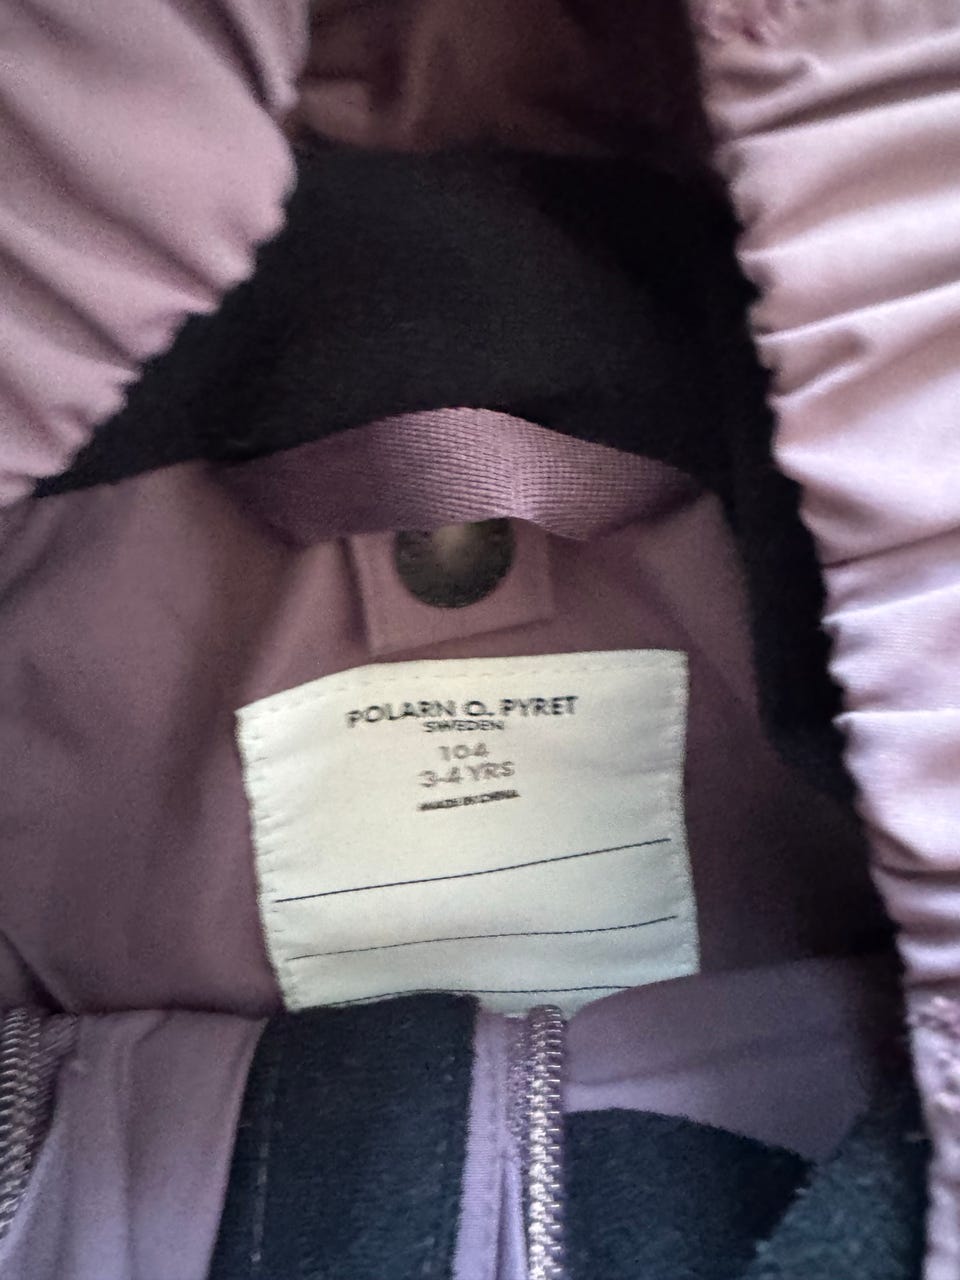 POLARN O. PYRET
SWEDEN
104
3-4 YRS
MADE IN CHINA